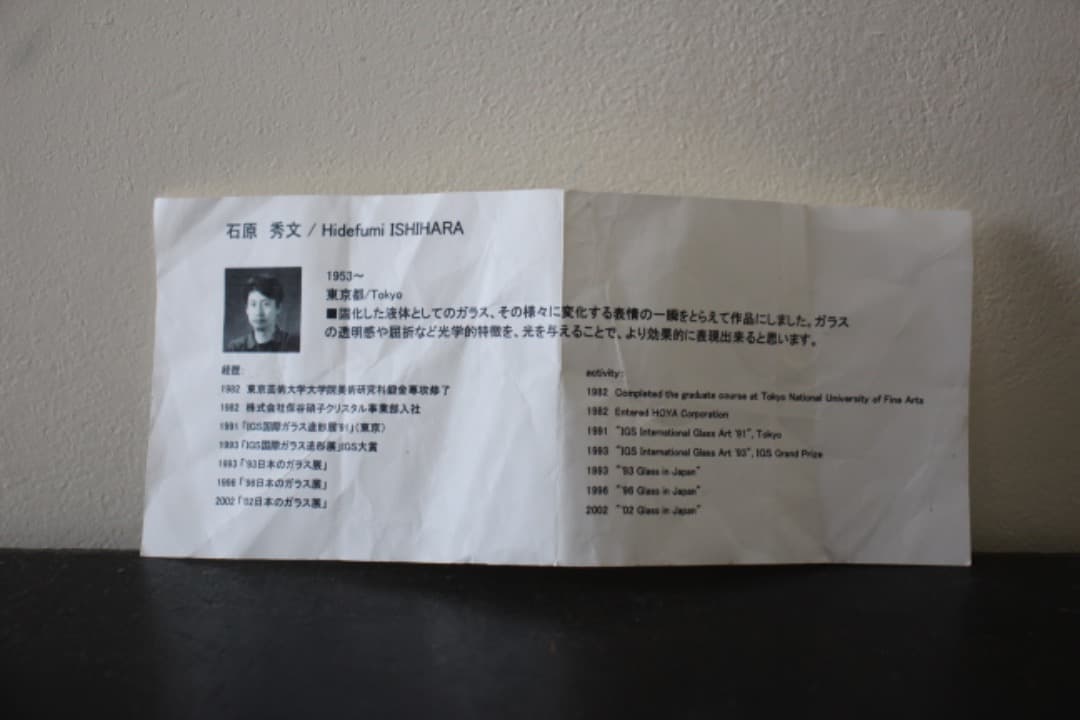 石原 秀文 / Hidefumi ISHIHARA
1953～
東京都/Tokyo
■固化した液体としてのガラス、その様々に変化する表情の一瞬をとらえて作品にしました。ガラス
の透明感や屈折など光学的特徴を、光を与えることで、より効果的に表現出来ると思います。
経歴:
1982 東京芸術大学大学院美術研究科鍛金専攻修了
1982 株式会社保谷硝子クリスタル事業部入社
1991「IGS国際ガラス造形展'91」(東京)
1993「IGS国際ガラス造形展」IGS大賞
1993「'93日本のガラス展」
1996「'96日本のガラス展」
2002「'02日本のガラス展」
activity:
1982 Completed the graduate course at Tokyo National University of Fine Arts
1982 Entered HOYA Corporation
1991 "IGS International Glass Art '91", Tokyo
1993 "IGS International Glass Art '93", IGS Grand Prize
1993 "'93 Glass in Japan"
1996 "'96 Glass in Japan"
2002 "'02 Glass in Japan"